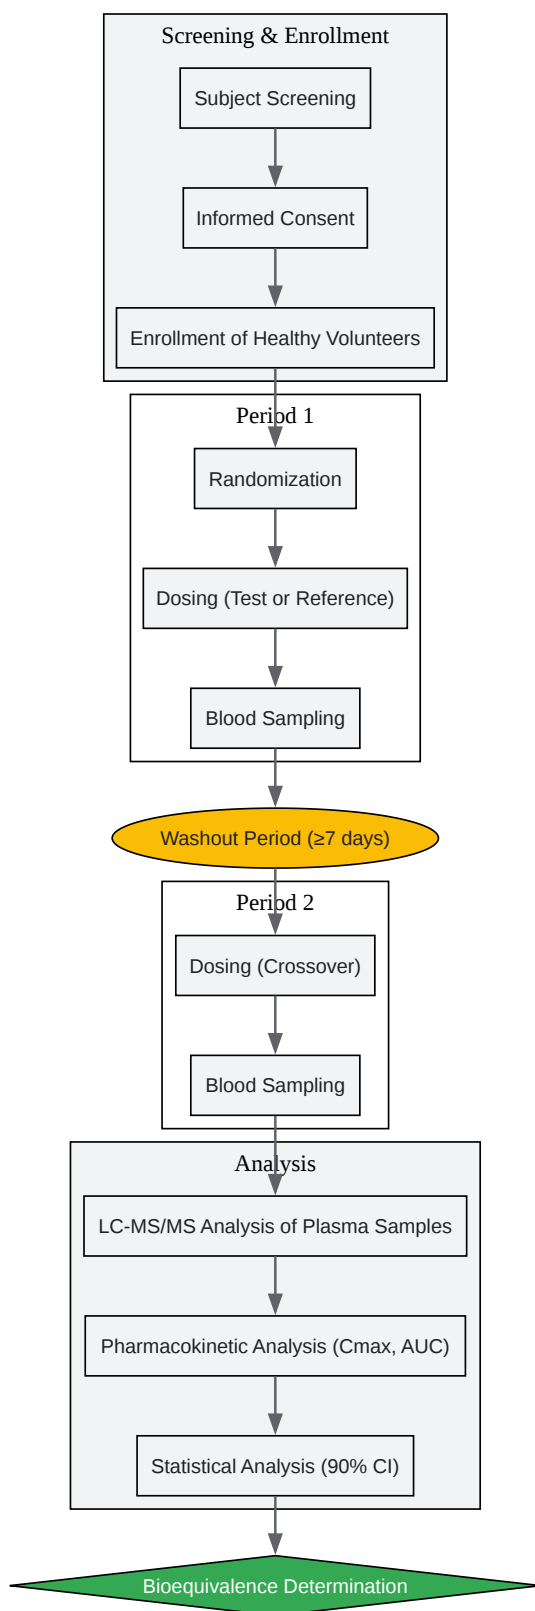 Screening & Enrollment
Subject Screening
Informed Consent
Enrollment of Healthy Volunteers
Period 1
Randomization
Dosing (Test or Reference)
Blood Sampling
Washout Period (≥7 days)
Period 2
Dosing (Crossover)
Blood Sampling
Analysis
LC-MS/MS Analysis of Plasma Samples
Pharmacokinetic Analysis (Cmax, AUC)
Statistical Analysis (90% CI)
Bioequivalence Determination